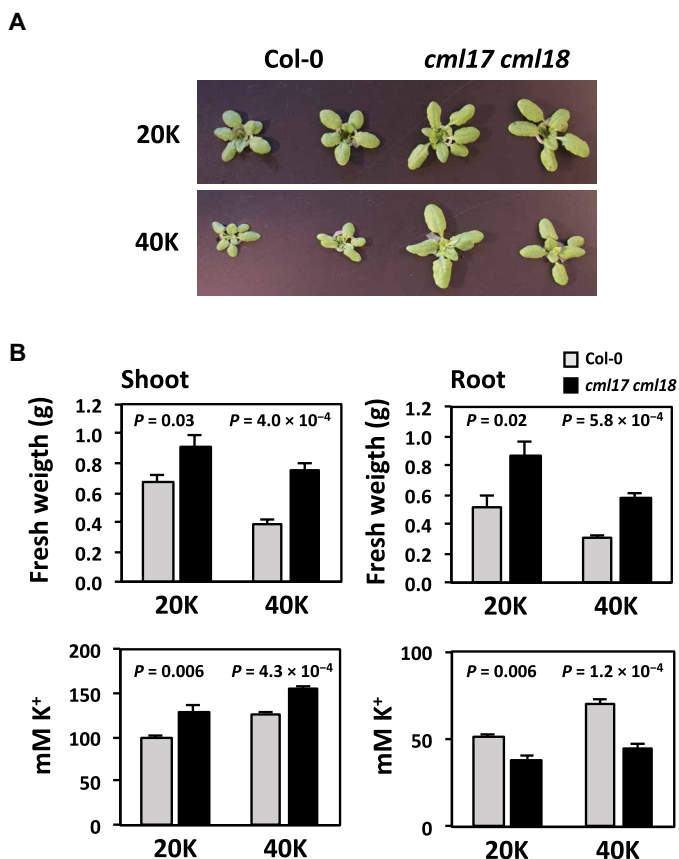 A
Col-0 cml17 cml18
20K
40K
B
Col-0
cml17 cml18
Shoot
Fresh weigth (g)
1.2
1.0
0.8
0.6
0.4
0.2
0.0
P = 0.03 P = 4.0 × 10⁻⁴
20K 40K
Root
Fresh weigth (g)
1.2
1.0
0.8
0.6
0.4
0.2
0.0
P = 0.02 P = 5.8 × 10⁻⁴
20K 40K
mM K⁺
200
150
100
50
0
P = 0.006 P = 4.3 × 10⁻⁴
20K 40K
mM K⁺
100
50
0
P = 0.006 P = 1.2 × 10⁻⁴
20K 40K